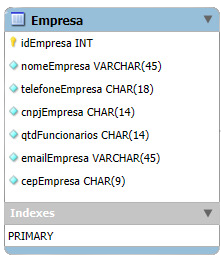 Empresa
idEmpresa INT
nomeEmpresa VARCHAR(45)
telefoneEmpresa CHAR(18)
cnpjEmpresa CHAR(14)
qtdFuncionarios CHAR(14)
emailEmpresa VARCHAR(45)
cepEmpresa CHAR(9)
Indexes
PRIMARY